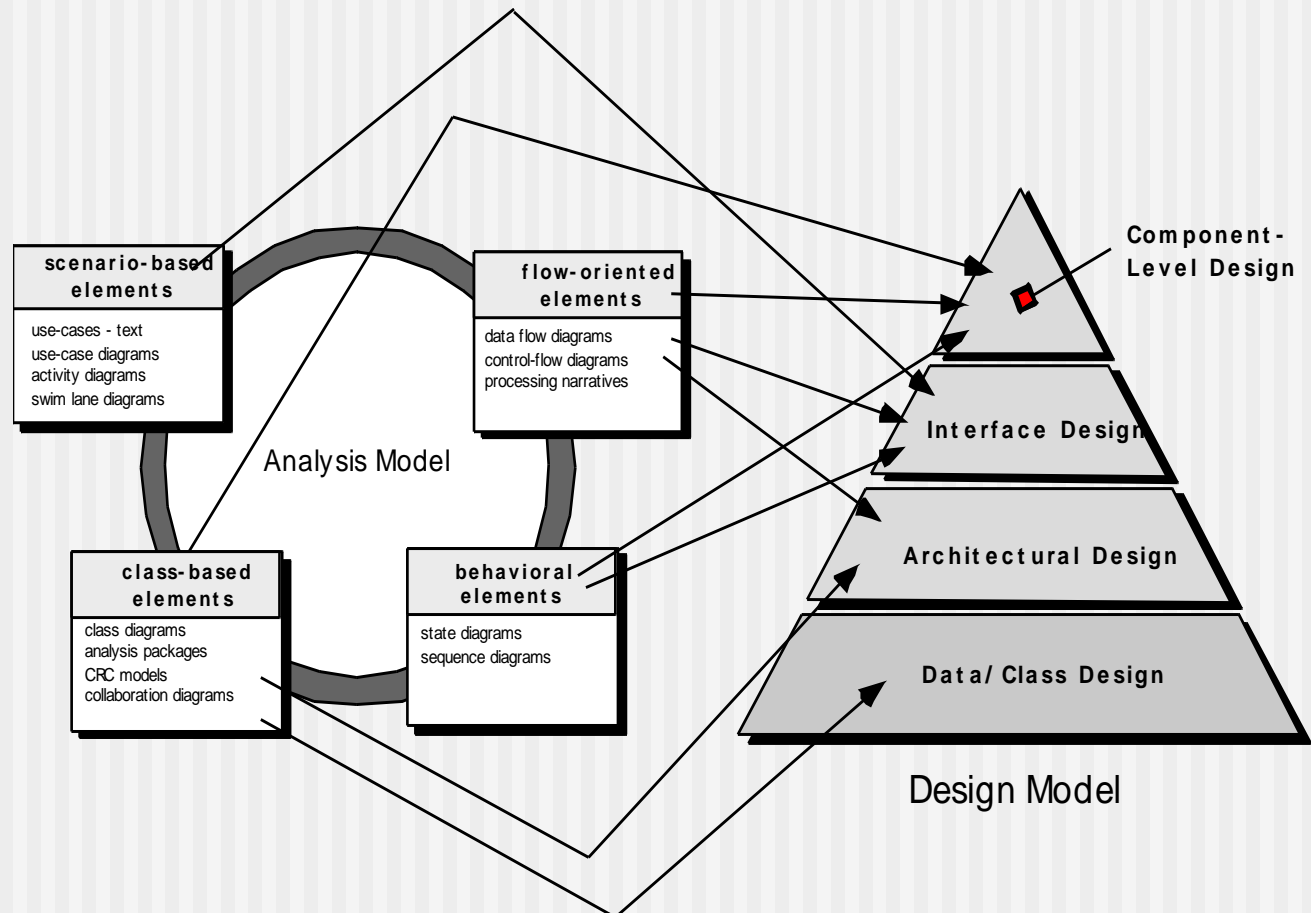 scenario-based
elements
use-cases - text
use-case diagrams
activity diagrams
swim lane diagrams
flow-oriented
elements
data flow diagrams
control-flow diagrams
processing narratives
Analysis Model
class-based
elements
class diagrams
analysis packages
CRC models
collaboration diagrams
behavioral
elements
state diagrams
sequence diagrams
Component-
Level Design
Interface Design
Architectural Design
Data/ Class Design
Design Model